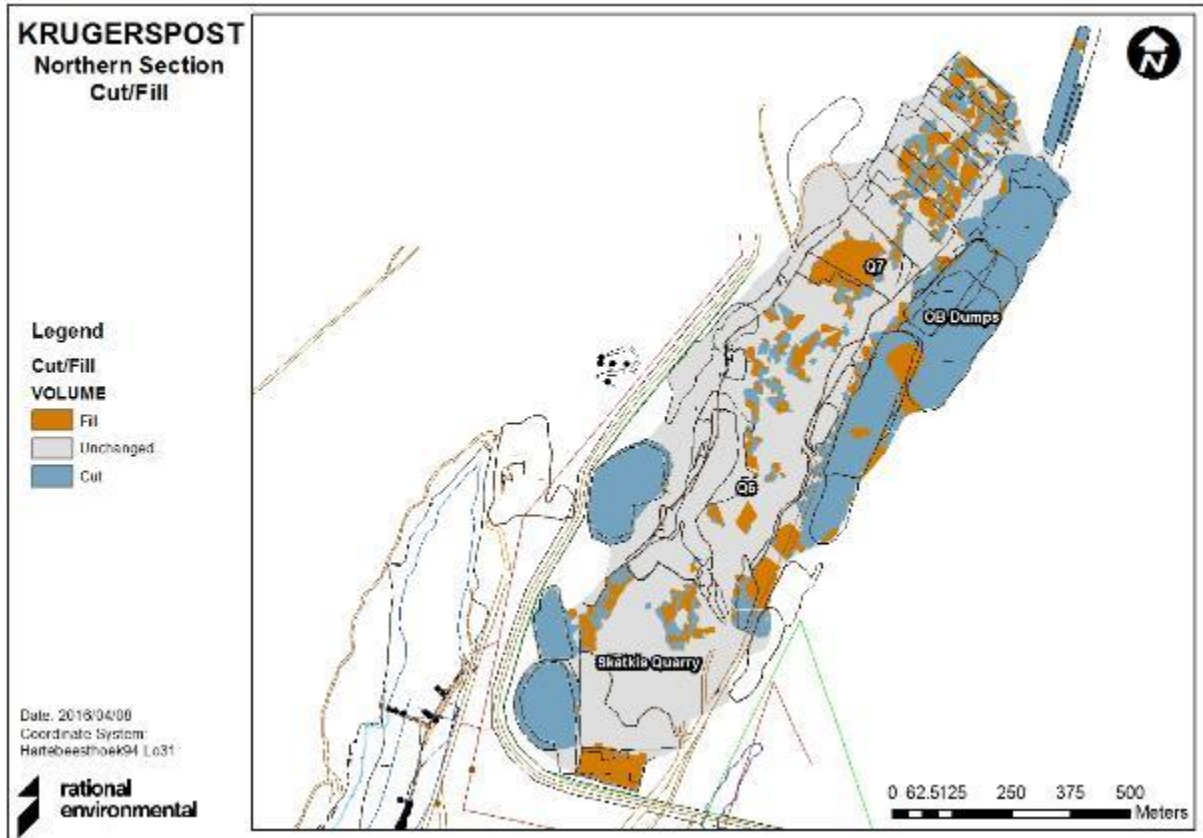 KRUGERSPOST
Northern Section
Cut/Fill
N
Q7
OB Dumps
Q6
Skatkis Quarry
Legend
Cut/Fill
VOLUME
Fill
Unchanged
Cut
Date: 2016/04/08
Coordinate System:
Hartebeesthoek94 Lo31
rational
environmental
0 62.5125 250 375 500
Meters